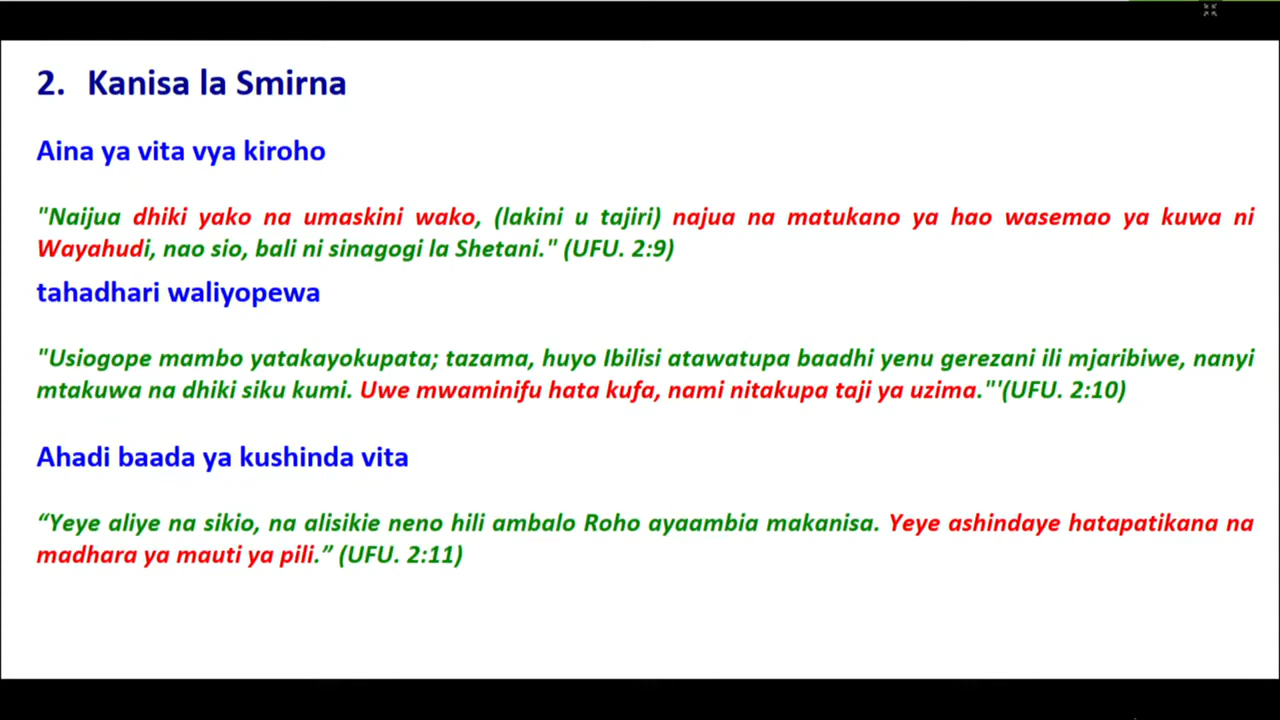 2. Kanisa la Smirna
Aina ya vita vya kiroho
"Naijua dhiki yako na umaskini wako, (lakini u tajiri) najua na matukano ya hao wasemao ya kuwa ni
Wayahudi, nao sio, bali ni sinagogi la Shetani." (UFU. 2:9)
tahadhari waliyopewa
"Usiogope mambo yatakayokupata; tazama, huyo Ibilisi atawatupa baadhi yenu gerezani ili mjaribiwe, nanyi
mtakuwa na dhiki siku kumi. Uwe mwaminifu hata kufa, nami nitakupa taji ya uzima."'(UFU. 2:10)
Ahadi baada ya kushinda vita
“Yeye aliye na sikio, na alisikie neno hili ambalo Roho ayaambia makanisa. Yeye ashindaye hatapatikana na
madhara ya mauti ya pili.” (UFU. 2:11)